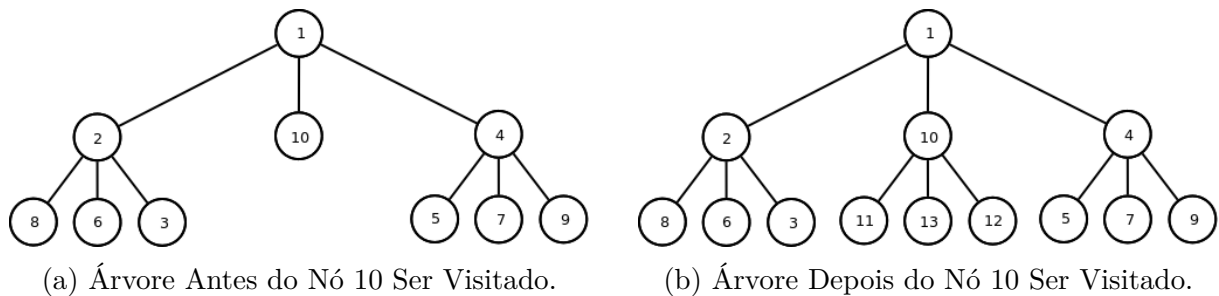 1 1
2 10 4 2 10 4
8 6 3 5 7 9 8 6 3 11 13 12 5 7 9
(a) Árvore Antes do Nó 10 Ser Visitado. (b) Árvore Depois do Nó 10 Ser Visitado.